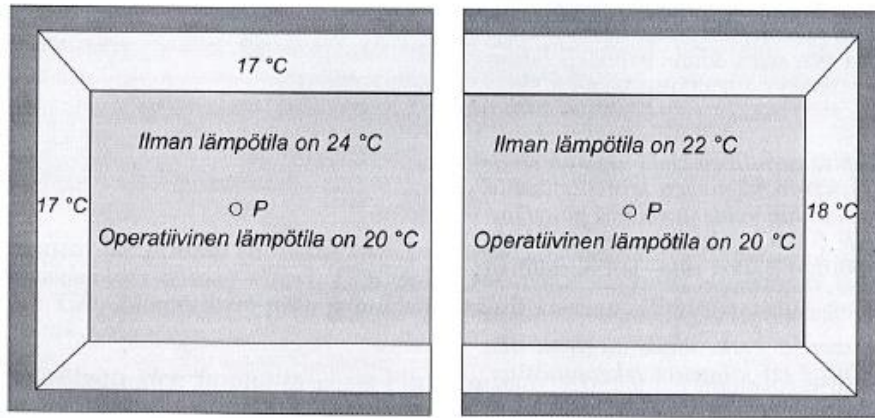 17 °C
Ilman lämpötila on 24 °C
17 °C
P
Operatiivinen lämpötila on 20 °C
Ilman lämpötila on 22 °C
P
18 °C
Operatiivinen lämpötila on 20 °C